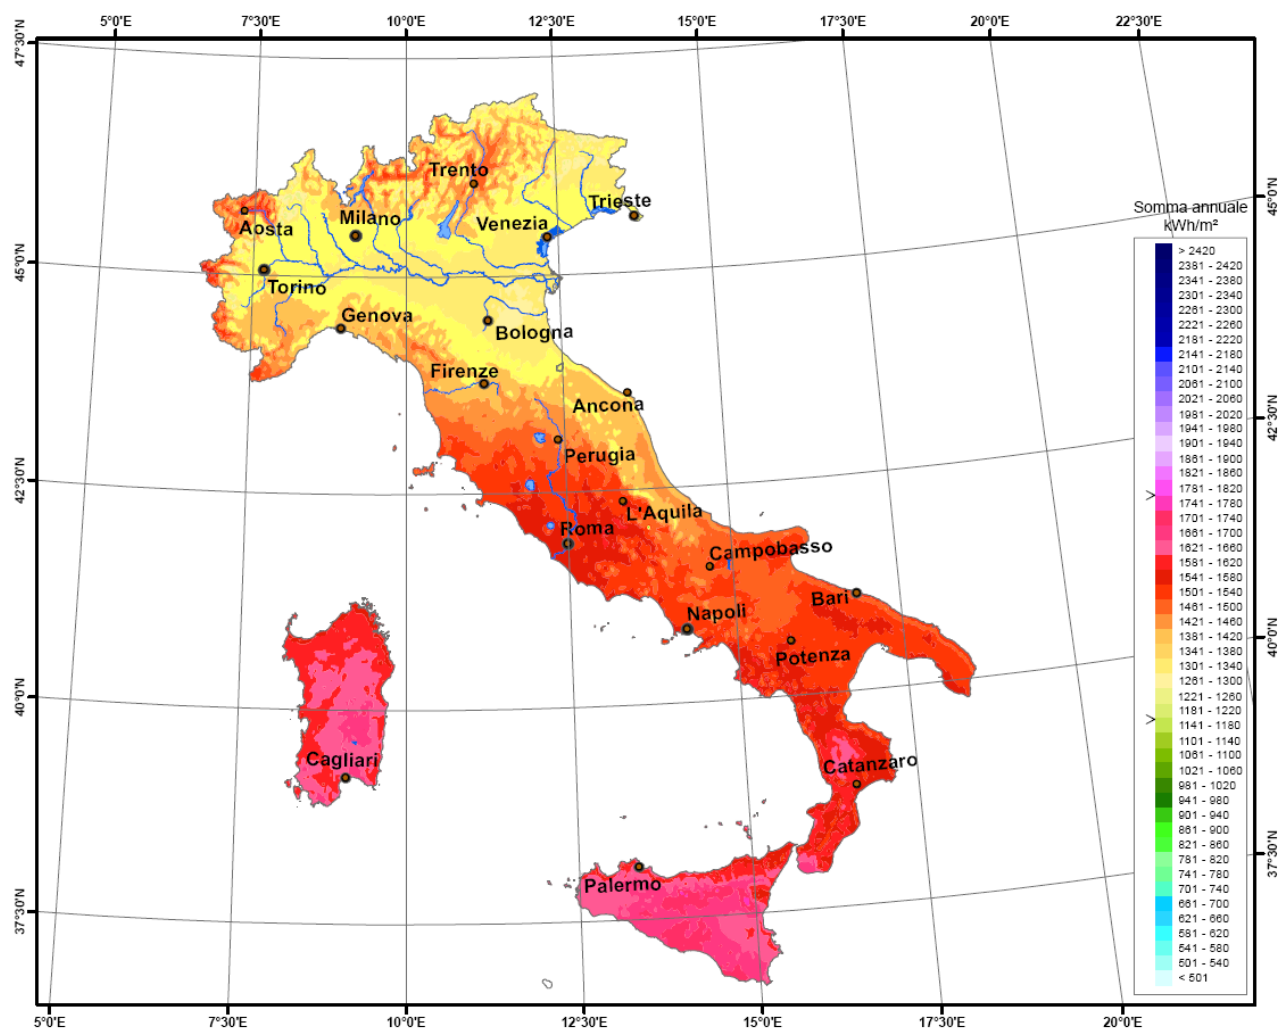 5°0'E 7°30'E 10°0'E 12°30'E 15°0'E 17°30'E 20°0'E 22°30'E
47°30'N
45°0'N
42°30'N
40°0'N
37°30'N
Trento
Trieste
Aosta
Milano
Venezia
Torino
Genova
Bologna
Firenze
Ancona
Perugia
L'Aquila
Roma
Campobasso
Napoli
Bari
Potenza
Cagliari
Catanzaro
Palermo
45°0'N
42°30'N
40°0'N
37°30'N
Somma annuale
kWh/m²
> 2420
2381 - 2420
2341 - 2380
2301 - 2340
2261 - 2300
2221 - 2260
2181 - 2220
2141 - 2180
2101 - 2140
2061 - 2100
2021 - 2060
1981 - 2020
1941 - 1980
1901 - 1940
1861 - 1900
1821 - 1860
1781 - 1820
1741 - 1780
1701 - 1740
1661 - 1700
1621 - 1660
1581 - 1620
1541 - 1580
1501 - 1540
1461 - 1500
1421 - 1460
1381 - 1420
1341 - 1380
1301 - 1340
1261 - 1300
1221 - 1260
1181 - 1220
1141 - 1180
1101 - 1140
1061 - 1100
1021 - 1060
981 - 1020
941 - 980
901 - 940
861 - 900
821 - 860
781 - 820
741 - 780
701 - 740
661 - 700
621 - 660
581 - 620
541 - 580
501 - 540
< 501
5°0'E 7°30'E 10°0'E 12°30'E 15°0'E 17°30'E 20°0'E